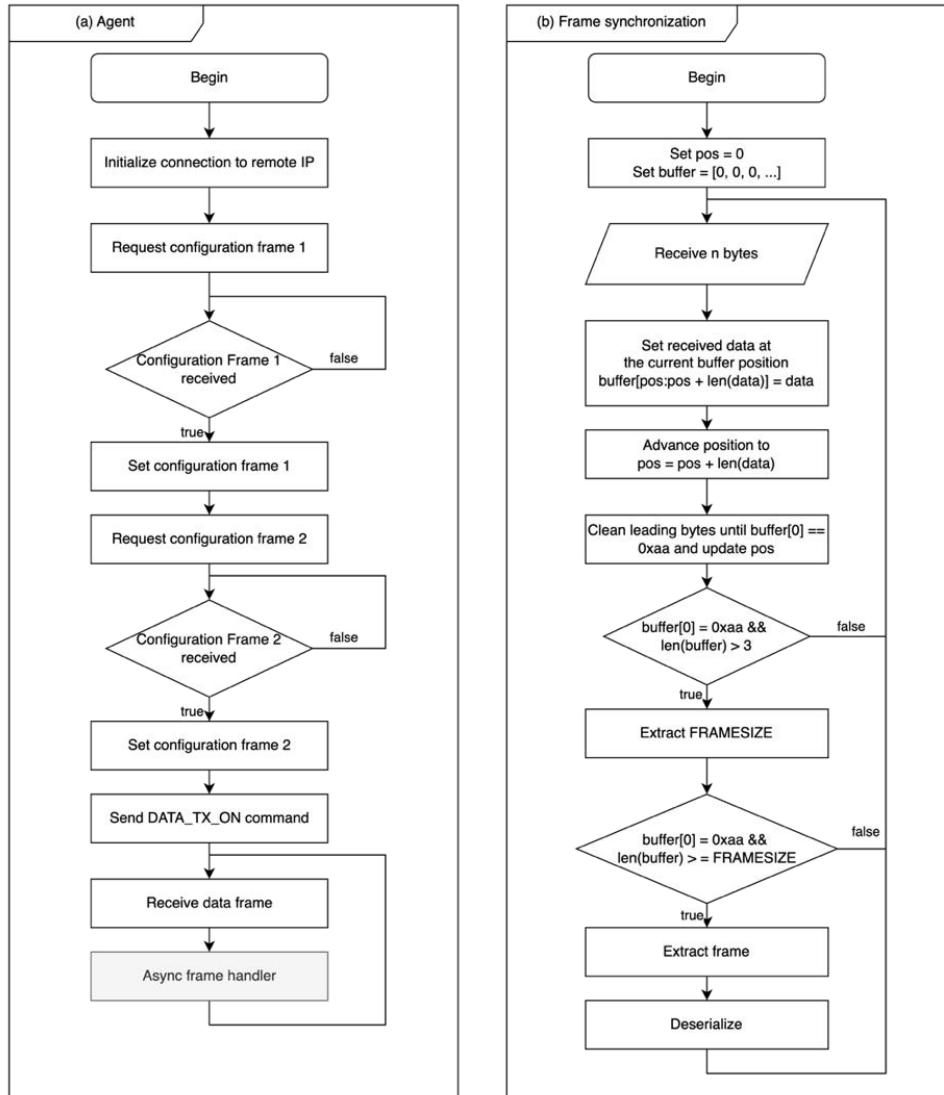 (a) Agent
Begin
Initialize connection to remote IP
Request configuration frame 1
Configuration Frame 1
received
false
true
Set configuration frame 1
Request configuration frame 2
Configuration Frame 2
received
false
true
Set configuration frame 2
Send DATA_TX_ON command
Receive data frame
Async frame handler
(b) Frame synchronization
Begin
Set pos = 0
Set buffer = [0, 0, 0, ...]
Receive n bytes
Set received data at
the current buffer position
buffer[pos:pos + len(data)] = data
Advance position to
pos = pos + len(data)
Clean leading bytes until buffer[0] ==
0xaa and update pos
buffer[0] = 0xaa &&
len(buffer) > 3
false
true
Extract FRAMESIZE
buffer[0] = 0xaa &&
len(buffer) > = FRAMESIZE
false
true
Extract frame
Deserialize